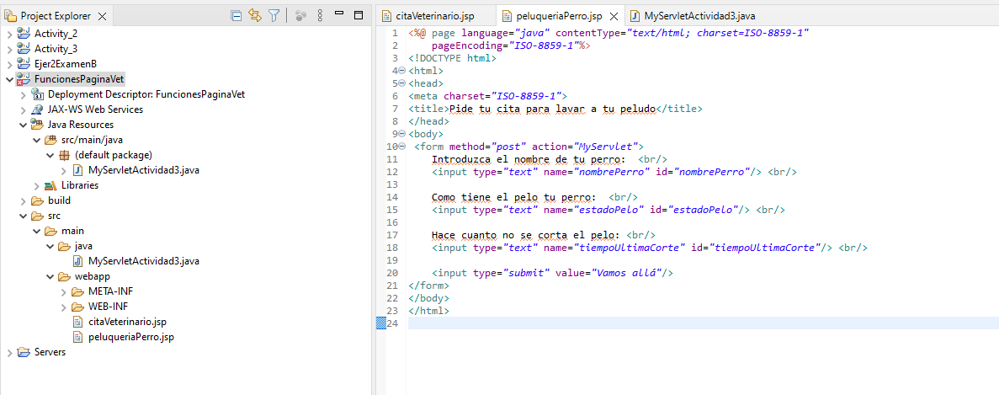 Project Explorer
Activity_2
Activity_3
Ejer2ExamenB
FuncionesPaginaVet
Deployment Descriptor: FuncionesPaginaVet
JAX-WS Web Services
Java Resources
src/main/java
(default package)
MyServletActividad3.java
Libraries
build
src
main
java
MyServletActividad3.java
webapp
META-INF
WEB-INF
citaVeterinario.jsp
peluqueriaPerro.jsp
Servers
citaVeterinario.jsp peluqueriaPerro.jsp MyServletActividad3.java
1 <%@ page language="java" contentType="text/html; charset=ISO-8859-1"
2     pageEncoding="ISO-8859-1"%>
3 <!DOCTYPE html>
4 <html>
5 <head>
6 <meta charset="ISO-8859-1">
7 <title>Pide tu cita para lavar a tu peludo</title>
8 </head>
9 <body>
10  <form method="post" action="MyServlet">
11     Introduzca el nombre de tu perro:  <br/>
12     <input type="text" name="nombrePerro" id="nombrePerro"/> <br/>
13
14     Como tiene el pelo tu perro:  <br/>
15     <input type="text" name="estadoPelo" id="estadoPelo"/> <br/>
16
17     Hace cuanto no se corta el pelo: <br/>
18     <input type="text" name="tiempoUltimaCorte" id="tiempoUltimaCorte"/> <br/>
19
20     <input type="submit" value="Vamos allá"/>
21 </form>
22 </body>
23 </html>
24